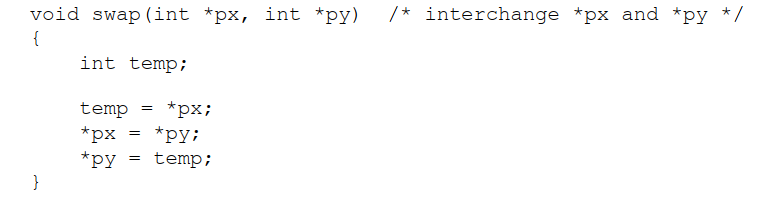 void swap(int *px, int *py)  /* interchange *px and *py */
{
    int temp;

    temp = *px;
    *px = *py;
    *py = temp;
}